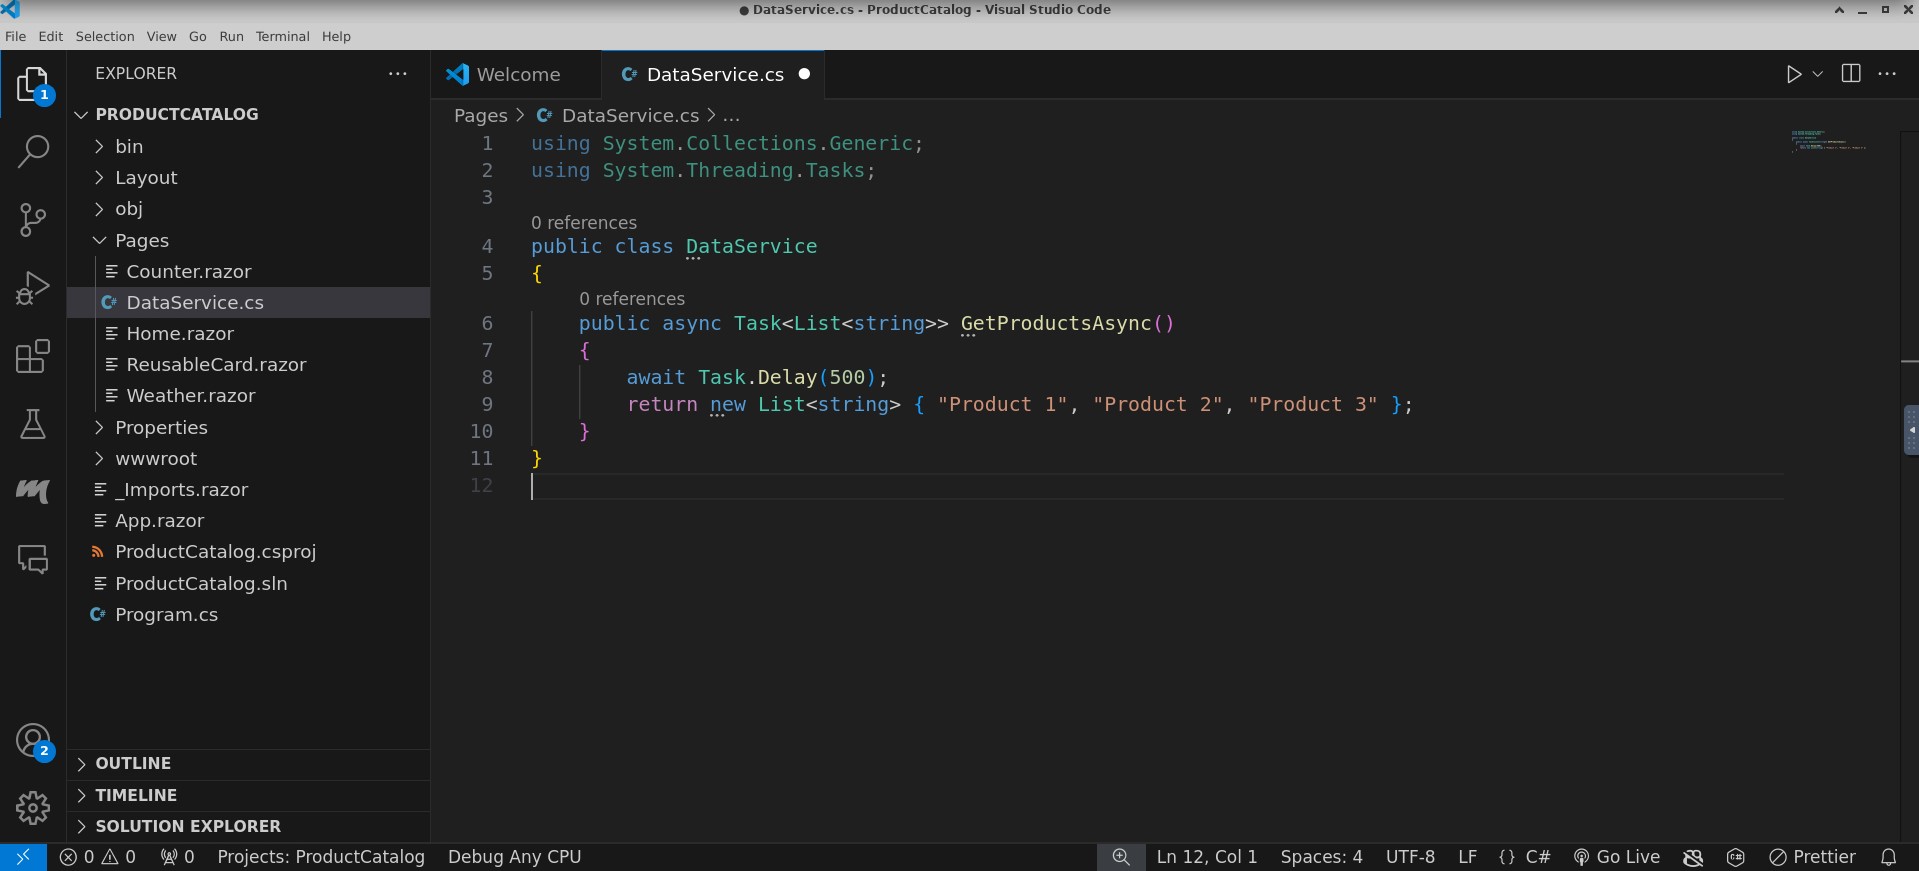 ● DataService.cs - ProductCatalog - Visual Studio Code
File Edit Selection View Go Run Terminal Help
1
EXPLORER
PRODUCTCATALOG
bin
Layout
obj
Pages
Counter.razor
DataService.cs
Home.razor
ReusableCard.razor
Weather.razor
Properties
wwwroot
_Imports.razor
App.razor
ProductCatalog.csproj
ProductCatalog.sln
Program.cs
2
OUTLINE
TIMELINE
SOLUTION EXPLORER
Welcome DataService.cs
Pages > DataService.cs > ...
1 using System.Collections.Generic;
2 using System.Threading.Tasks;
3
0 references
4 public class DataService
5 {
0 references
6 public async Task<List<string>> GetProductsAsync()
7 {
8 await Task.Delay(500);
9 return new List<string> { "Product 1", "Product 2", "Product 3" };
10 }
11 }
12
0 0 0 Projects: ProductCatalog Debug Any CPU Ln 12, Col 1 Spaces: 4 UTF-8 LF {} C# Go Live Prettier